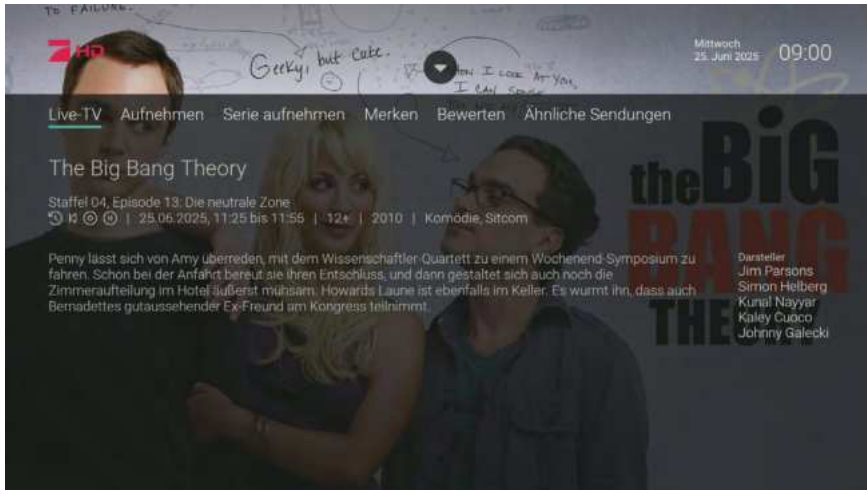 TO FAILURE.
7 HD
Geeky, but cute.
I LOOK AT YOU,
I CAN
Mittwoch
25. Juni 2025
09:00
Live-TV Aufnehmen Serie aufnehmen Merken Bewerten Ähnliche Sendungen
The Big Bang Theory
Staffel 04, Episode 13: Die neutrale Zone
| 25.06.2025, 11:25 bis 11:55 | 12+ | 2010 | Komödie, Sitcom
Penny lässt sich von Amy überreden, mit dem Wissenschaftler-Quartett zu einem Wochenend-Symposium zu
fahren. Schon bei der Anfahrt bereut sie ihren Entschluss, und dann gestaltet sich auch noch die
Zimmeraufteilung im Hotel äußerst mühsam. Howards Laune ist ebenfalls im Keller. Es wurmt ihn, dass auch
Bernadettes gutaussehender Ex-Freund am Kongress teilnimmt.
Darsteller
Jim Parsons
Simon Helberg
Kunal Nayyar
Kaley Cuoco
Johnny Galecki
the BiG
BANG
THEORY